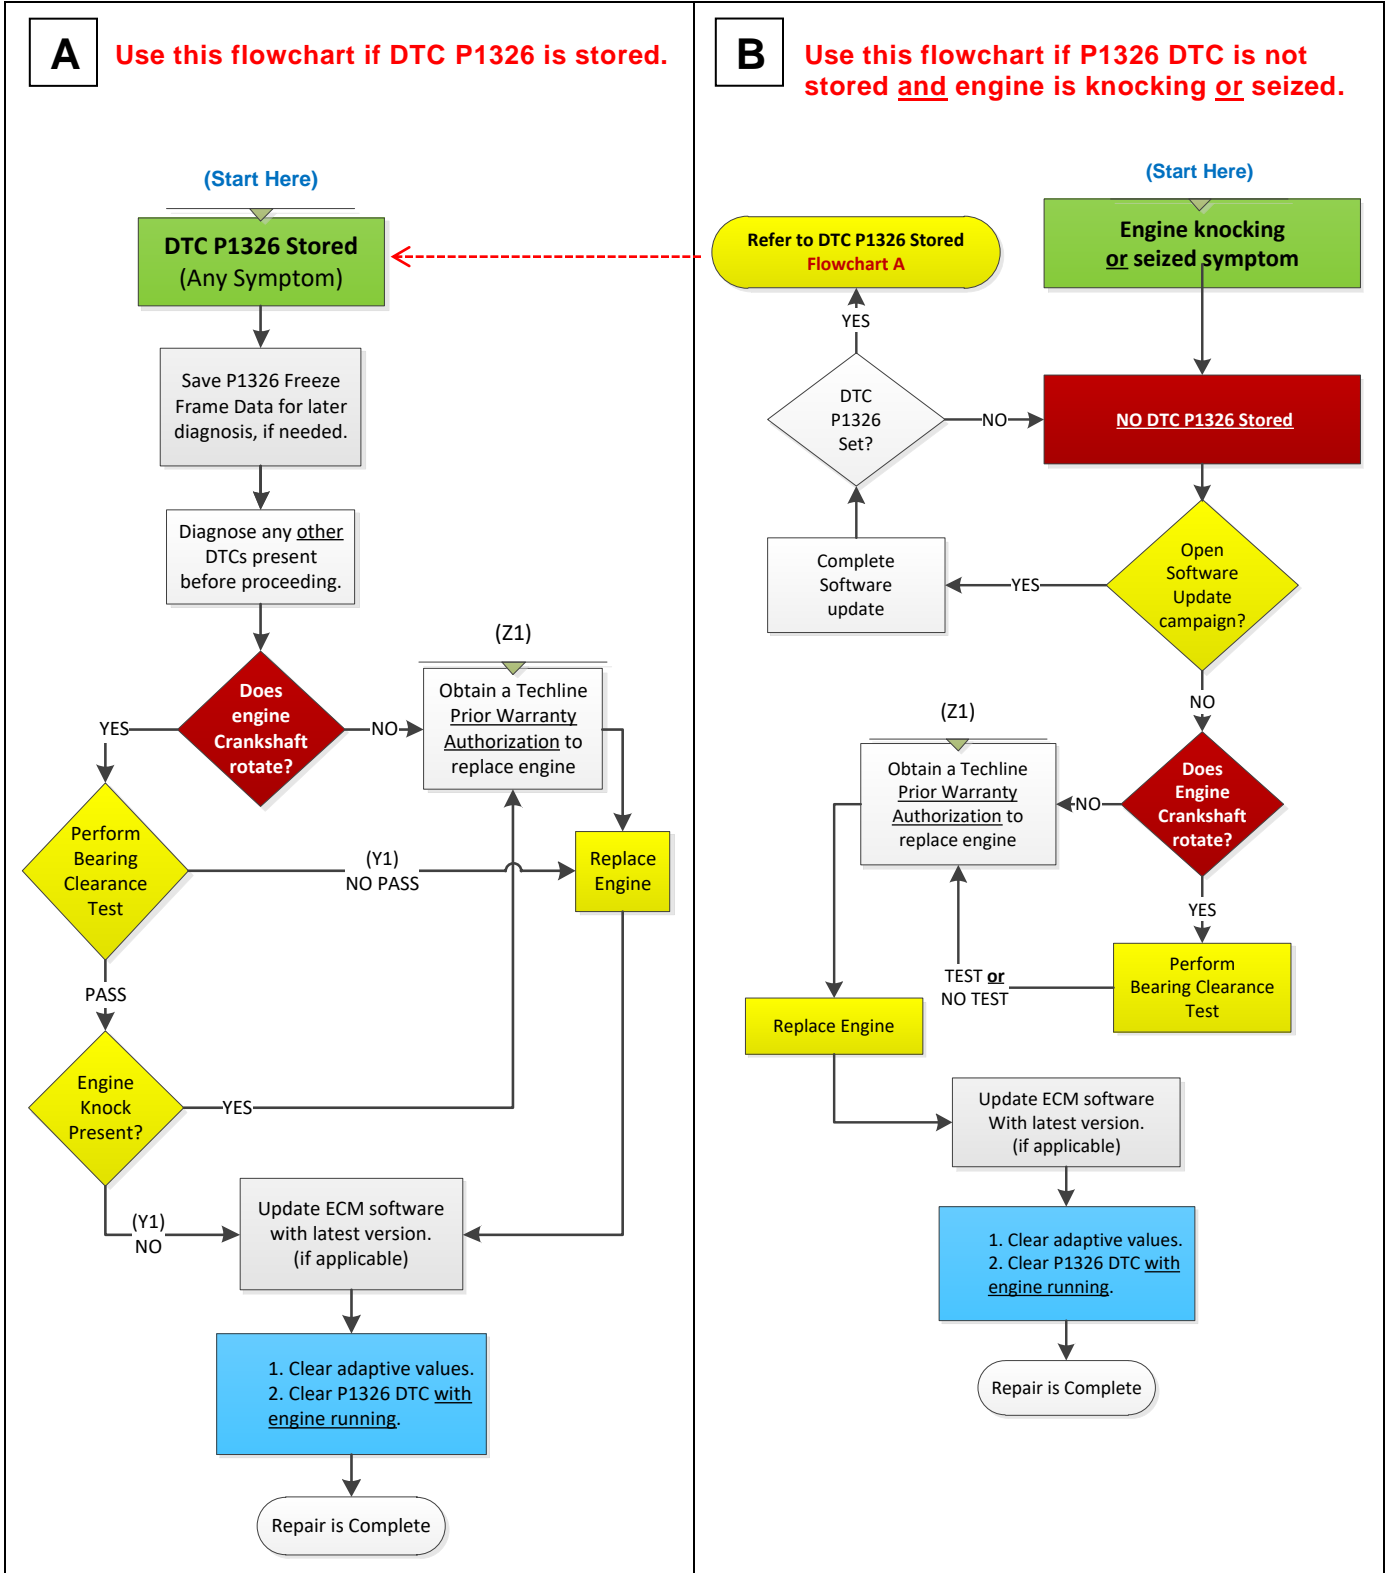 A
Use this flowchart if DTC P1326 is stored.
(Start Here)
DTC P1326 Stored
(Any Symptom)
Save P1326 Freeze
Frame Data for later
diagnosis, if needed.
Diagnose any other
DTCs present
before proceeding.
Does
engine
Crankshaft
rotate?
YES
NO
(Z1)
Obtain a Techline
Prior Warranty
Authorization to
replace engine
Perform
Bearing
Clearance
Test
(Y1)
NO PASS
Replace
Engine
PASS
Engine
Knock
Present?
YES
(Y1)
NO
Update ECM software
with latest version.
(if applicable)
1. Clear adaptive values.
2. Clear P1326 DTC with
engine running.
Repair is Complete
B
Use this flowchart if P1326 DTC is not
stored and engine is knocking or seized.
(Start Here)
Engine knocking
or seized symptom
Refer to DTC P1326 Stored
Flowchart A
YES
DTC
P1326
Set?
NO
NO DTC P1326 Stored
Open
Software
Update
campaign?
YES
Complete
Software
update
NO
Does
Engine
Crankshaft
rotate?
NO
(Z1)
Obtain a Techline
Prior Warranty
Authorization to
replace engine
YES
Perform
Bearing Clearance
Test
TEST or
NO TEST
Replace Engine
Update ECM software
With latest version.
(if applicable)
1. Clear adaptive values.
2. Clear P1326 DTC with
engine running.
Repair is Complete